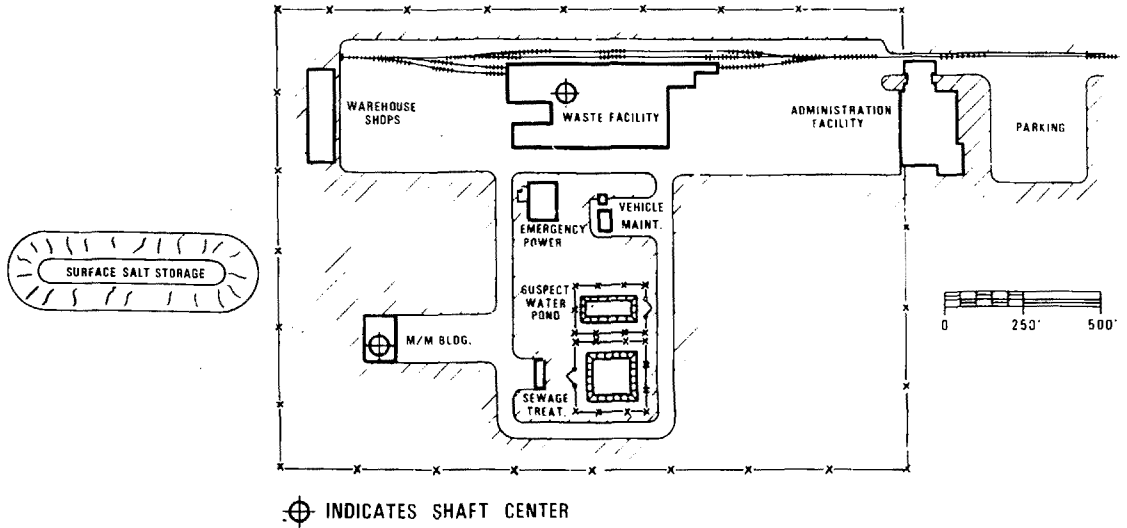 WAREHOUSE
SHOPS
WASTE FACILITY
ADMINISTRATION
FACILITY
PARKING
EMERGENCY
POWER
VEHICLE
MAINT.
SURFACE SALT STORAGE
SUSPECT
WATER
POND
0 250' 500'
M/M BLDG.
SEWAGE
TREAT.
INDICATES SHAFT CENTER